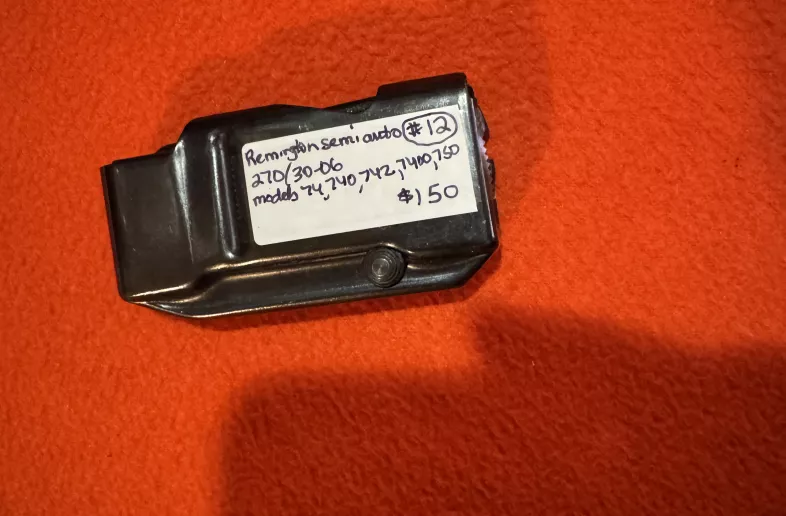 Remington semi auto #12
270/30-06
models 74, 740, 742, 7400, 750
$150